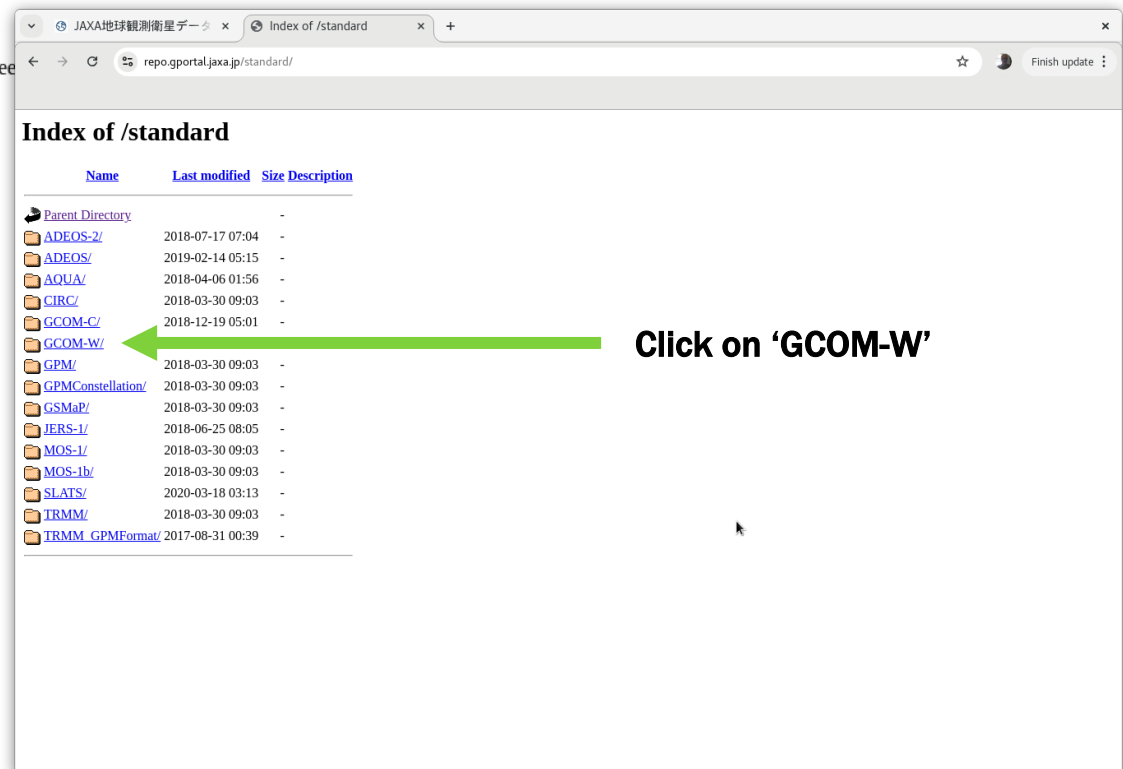 JAXA地球観測衛星データ
Index of /standard
ee
repo.gportal.jaxa.jp/standard/
Finish update
Index of /standard
Name Last modified Size Description
Parent Directory -
ADEOS-2/ 2018-07-17 07:04 -
ADEOS/ 2019-02-14 05:15 -
AQUA/ 2018-04-06 01:56 -
CIRC/ 2018-03-30 09:03 -
GCOM-C/ 2018-12-19 05:01 -
GCOM-W/
Click on ‘GCOM-W’
GPM/ 2018-03-30 09:03 -
GPMConstellation/ 2018-03-30 09:03 -
GSMaP/ 2018-03-30 09:03 -
JERS-1/ 2018-06-25 08:05 -
MOS-1/ 2018-03-30 09:03 -
MOS-1b/ 2018-03-30 09:03 -
SLATS/ 2020-03-18 03:13 -
TRMM/ 2018-03-30 09:03 -
TRMM_GPMFormat/ 2017-08-31 00:39 -